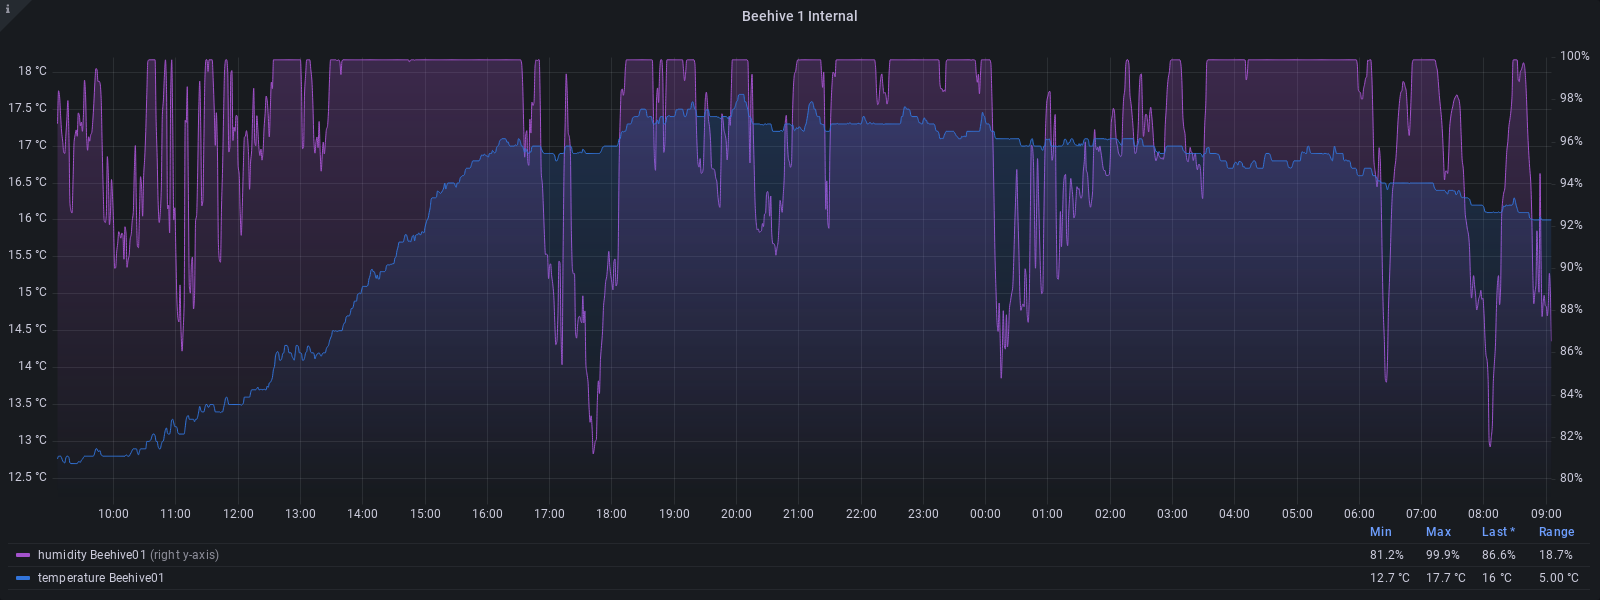 i
Beehive 1 Internal
18 °C
17.5 °C
17 °C
16.5 °C
16 °C
15.5 °C
15 °C
14.5 °C
14 °C
13.5 °C
13 °C
12.5 °C
100%
98%
96%
94%
92%
90%
88%
86%
84%
82%
80%
10:00 11:00 12:00 13:00 14:00 15:00 16:00 17:00 18:00 19:00 20:00 21:00 22:00 23:00 00:00 01:00 02:00 03:00 04:00 05:00 06:00 07:00 08:00 09:00
Min Max Last * Range
humidity Beehive01 (right y-axis) 81.2% 99.9% 86.6% 18.7%
temperature Beehive01 12.7 °C 17.7 °C 16 °C 5.00 °C